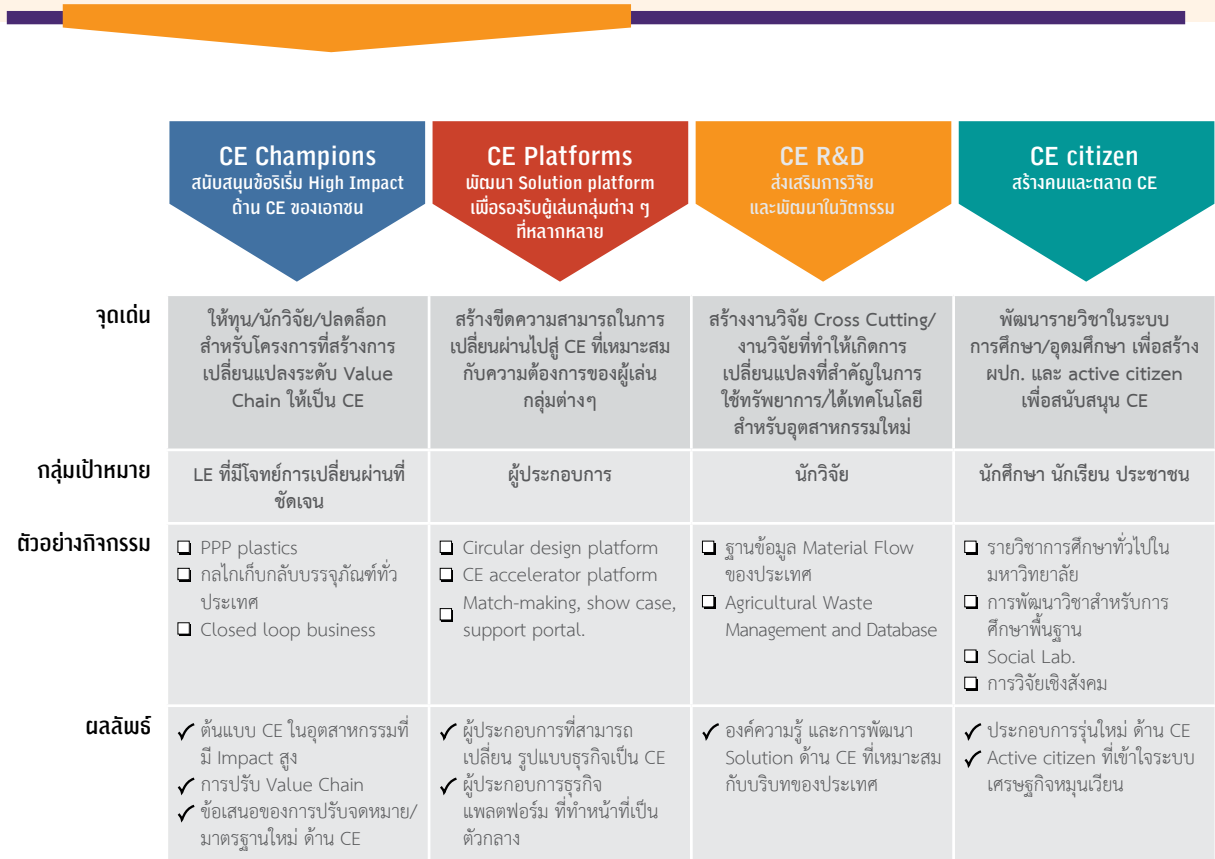 CE Champions
สนับสนุนข้อริเริ่ม High Impact
ด้าน CE ของเอกชน
CE Platforms
พัฒนา Solution platform
เพื่อรองรับผู้เล่นกลุ่มต่าง ๆ
ที่หลากหลาย
CE R&D
ส่งเสริมการวิจัย
และพัฒนาในวัตกรรม
CE citizen
สร้างคนและตลาด CE
จุดเด่น
ให้ทุน/นักวิจัย/ปลดล็อก
สำหรับโครงการที่สร้างการ
เปลี่ยนแปลงระดับ Value
Chain ให้เป็น CE
สร้างขีดความสามารถในการ
เปลี่ยนผ่านไปสู่ CE ที่เหมาะสม
กับความต้องการของผู้เล่น
กลุ่มต่างๆ
สร้างงานวิจัย Cross Cutting/
งานวิจัยที่ทำให้เกิดการ
เปลี่ยนแปลงที่สำคัญในการ
ใช้ทรัพยาการ/ได้เทคโนโลยี
สำหรับอุตสาหกรรมใหม่
พัฒนารายวิชาในระบบ
การศึกษา/อุดมศึกษา เพื่อสร้าง
ผปก. และ active citizen
เพื่อสนับสนุน CE
กลุ่มเป้าหมาย
LE ที่มีโจทย์การเปลี่ยนผ่านที่
ชัดเจน
ผู้ประกอบการ
นักวิจัย
นักศึกษา นักเรียน ประชาชน
ตัวอย่างกิจกรรม
❑ PPP plastics
❑ กลไกเก็บกลับบรรจุภัณฑ์ทั่ว
ประเทศ
❑ Closed loop business
❑ Circular design platform
❑ CE accelerator platform
❑ Match-making, show case,
support portal.
❑ ฐานข้อมูล Material Flow
ของประเทศ
❑ Agricultural Waste
Management and Database
❑ รายวิชาการศึกษาทั่วไปใน
มหาวิทยาลัย
❑ การพัฒนาวิชาสำหรับการ
ศึกษาพื้นฐาน
❑ Social Lab.
❑ การวิจัยเชิงสังคม
ผลลัพธ์
✓ ต้นแบบ CE ในอุตสาหกรรมที่
มี Impact สูง
✓ การปรับ Value Chain
✓ ข้อเสนอของการปรับจดหมาย/
มาตรฐานใหม่ ด้าน CE
✓ ผู้ประกอบการที่สามารถ
เปลี่ยน รูปแบบธุรกิจเป็น CE
✓ ผู้ประกอบการธุรกิจ
แพลตฟอร์ม ที่ทำหน้าที่เป็น
ตัวกลาง
✓ องค์ความรู้ และการพัฒนา
Solution ด้าน CE ที่เหมาะสม
กับบริบทของประเทศ
✓ ประกอบการรุ่นใหม่ ด้าน CE
✓ Active citizen ที่เข้าใจระบบ
เศรษฐกิจหมุนเวียน